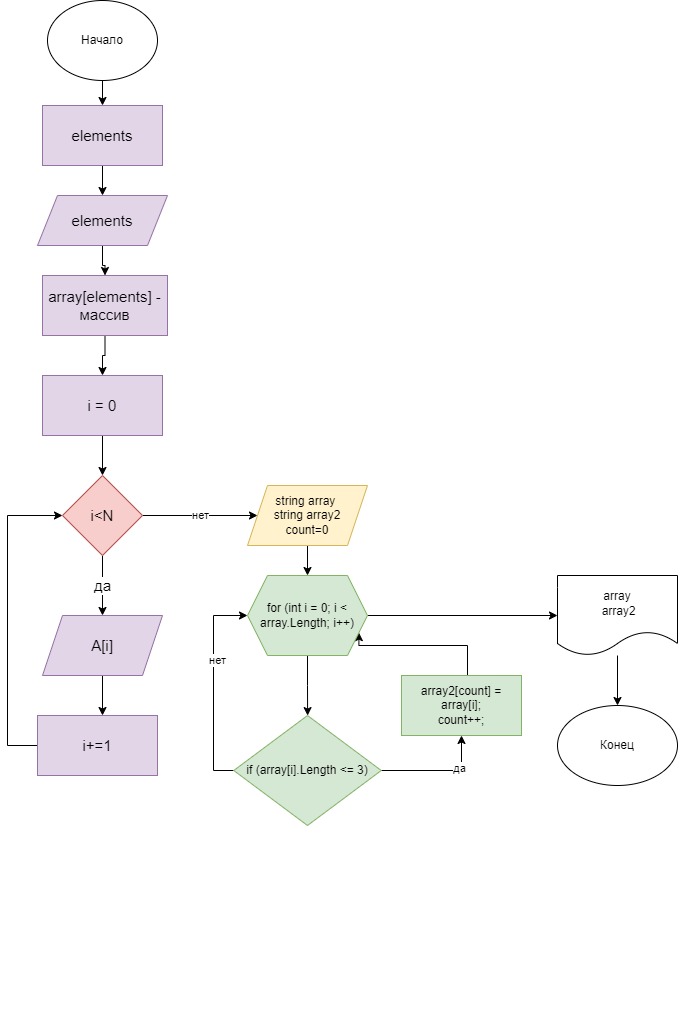 Начало
elements
elements
array[elements] -
массив
i = 0
i<N
нет
да
A[i]
i+=1
string array
string array2
count=0
for (int i = 0; i <
array.Length; i++)
нет
if (array[i].Length <= 3)
да
array2[count] =
array[i];
count++;
array
array2
Конец